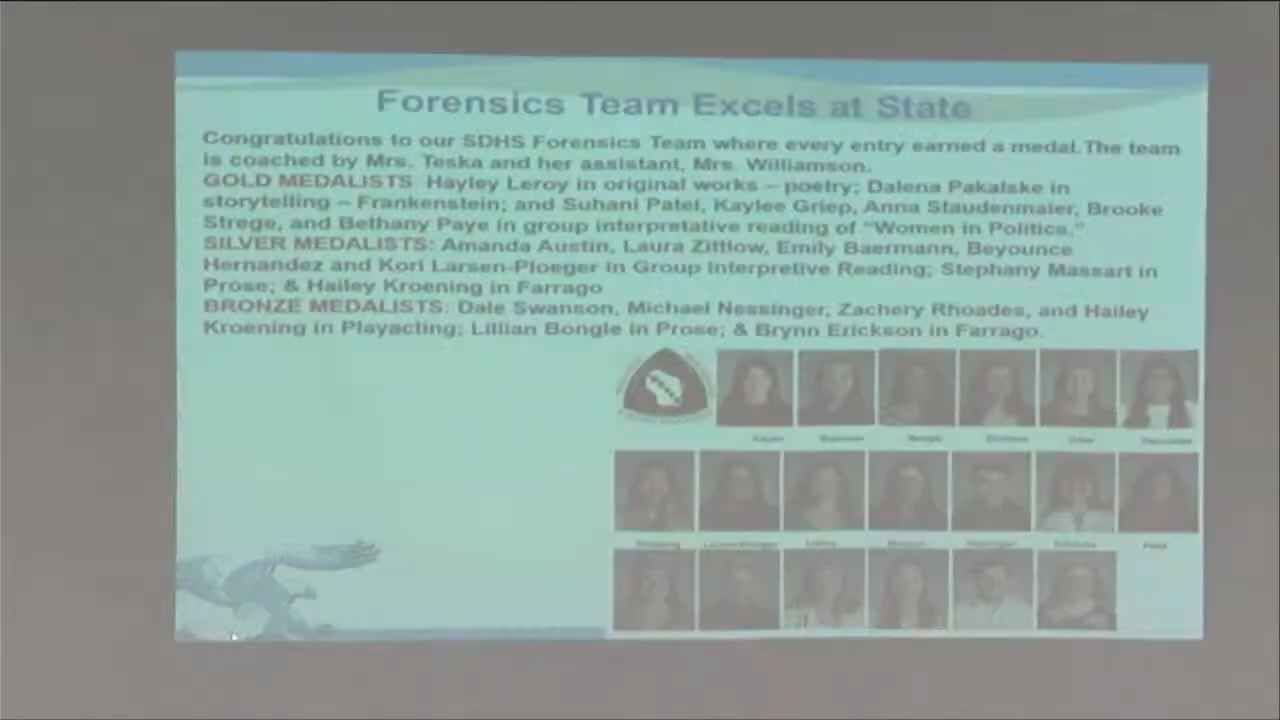 Forensics Team Excels at State
Congratulations to our SDHS Forensics Team where every entry earned a medal. The team
is coached by Mrs. Teska and her assistant, Mrs. Williamson.
GOLD MEDALISTS Hayley Leroy in original works – poetry; Dalena Pakalske in
storytelling – Frankenstein; and Suhani Patel, Kaylee Griep, Anna Staudenmaier, Brooke
Strege, and Bethany Paye in group interpretative reading of "Women in Politics."
SILVER MEDALISTS: Amanda Austin, Laura Zittlow, Emily Baermann, Beyounce
Hernandez and Kori Larsen-Ploeger in Group Interpretive Reading; Stephany Massart in
Prose; & Hailey Kroening in Farrago
BRONZE MEDALISTS: Dale Swanson, Michael Nessinger, Zachery Rhoades, and Hailey
Kroening in Playacting; Lillian Bongle in Prose; & Brynn Erickson in Farrago.